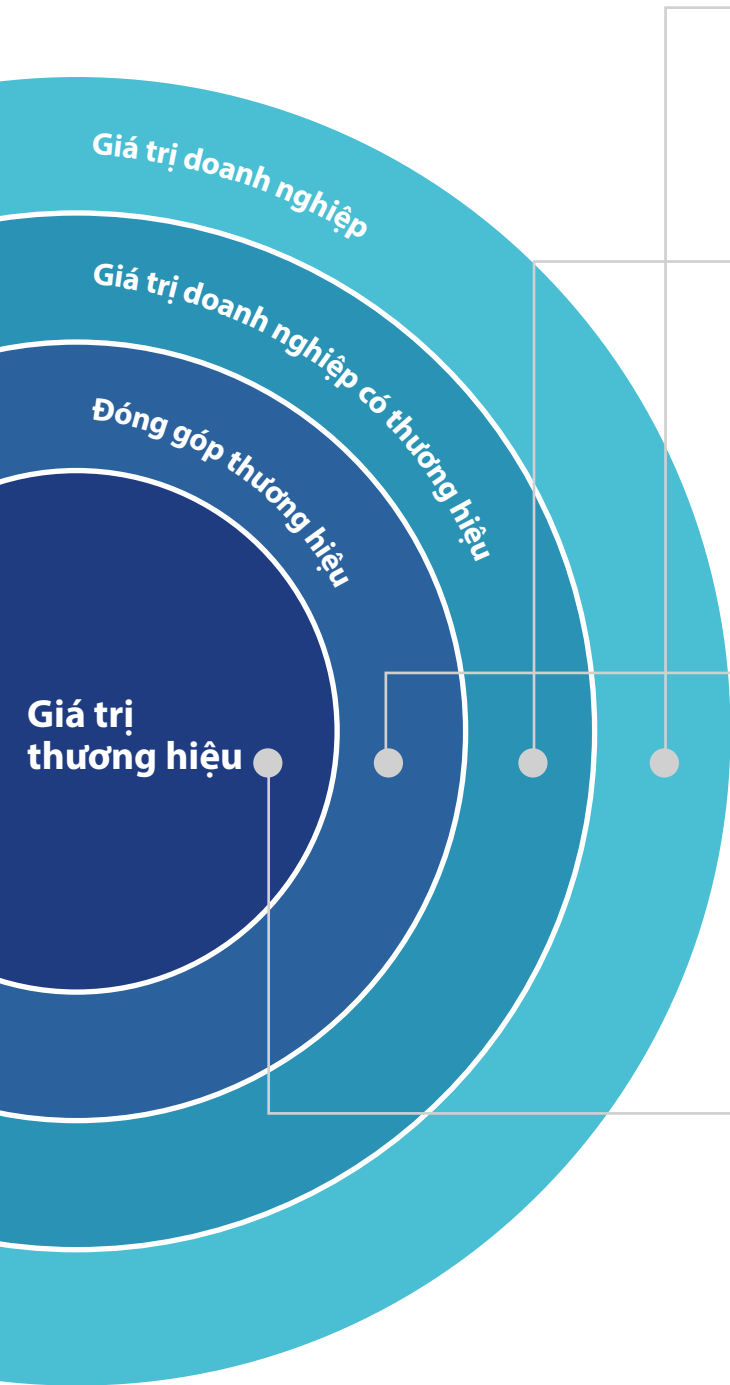 Giá trị doanh nghiệp
Giá trị doanh nghiệp có thương hiệu
Đóng góp thương hiệu
Giá trị
thương hiệu